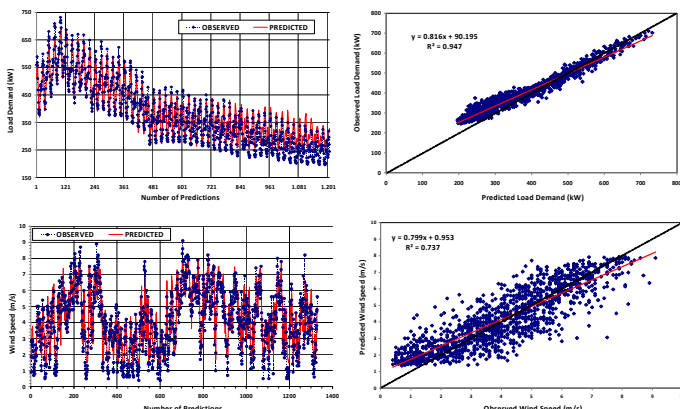 OBSERVED PREDICTED
750
650
550
450
350
250
150
Load Demand (kW)
1 121 241 361 481 601 721 841 961 1.081 1.201
Number of Predictions
y = 0.816x + 90.195
R² = 0.947
800
700
600
500
400
300
200
100
0
Observed Load Demand (kW)
0 100 200 300 400 500 600 700 800
Predicted Load Demand (kW)
OBSERVED PREDICTED
10
9
8
7
6
5
4
3
2
1
0
Wind Speed (m/s)
0 200 400 600 800 1000 1200 1400
Number of Predictions
y = 0.799x + 0.953
R² = 0.737
10
9
8
7
6
5
4
3
2
1
0
Predicted Wind Speed (m/s)
0 1 2 3 4 5 6 7 8 9 10
Observed Wind Speed (m/s)